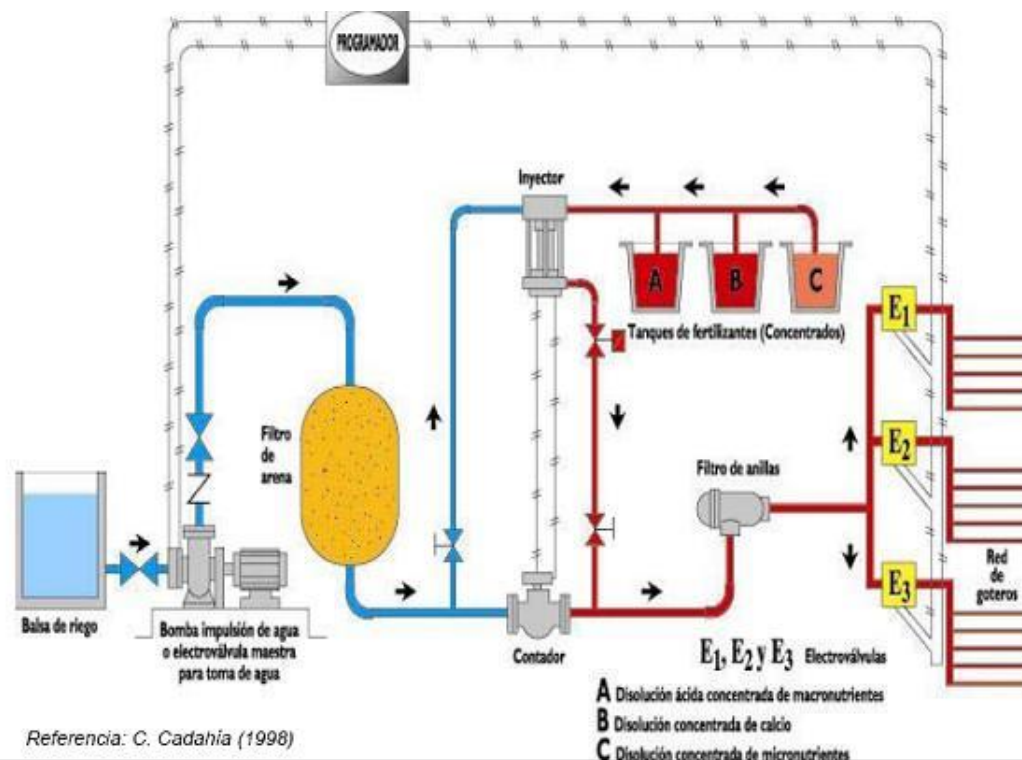 PROGRAMADOR
Inyector
A
B
C
Tanques de fertilizantes (Concentrados)
E1
Filtro
de
arena
E2
Filtro de anillas
Red
de
goteros
E3
Balsa de riego
Bomba impulsión de agua
o electroválvula maestra
para toma de agua
Contador
E1, E2 y E3 Electroválvulas
A Disolución ácida concentrada de macronutrientes
B Disolución concentrada de calcio
C Disolución concentrada de micronutrientes
Referencia: C. Cadahía (1998)